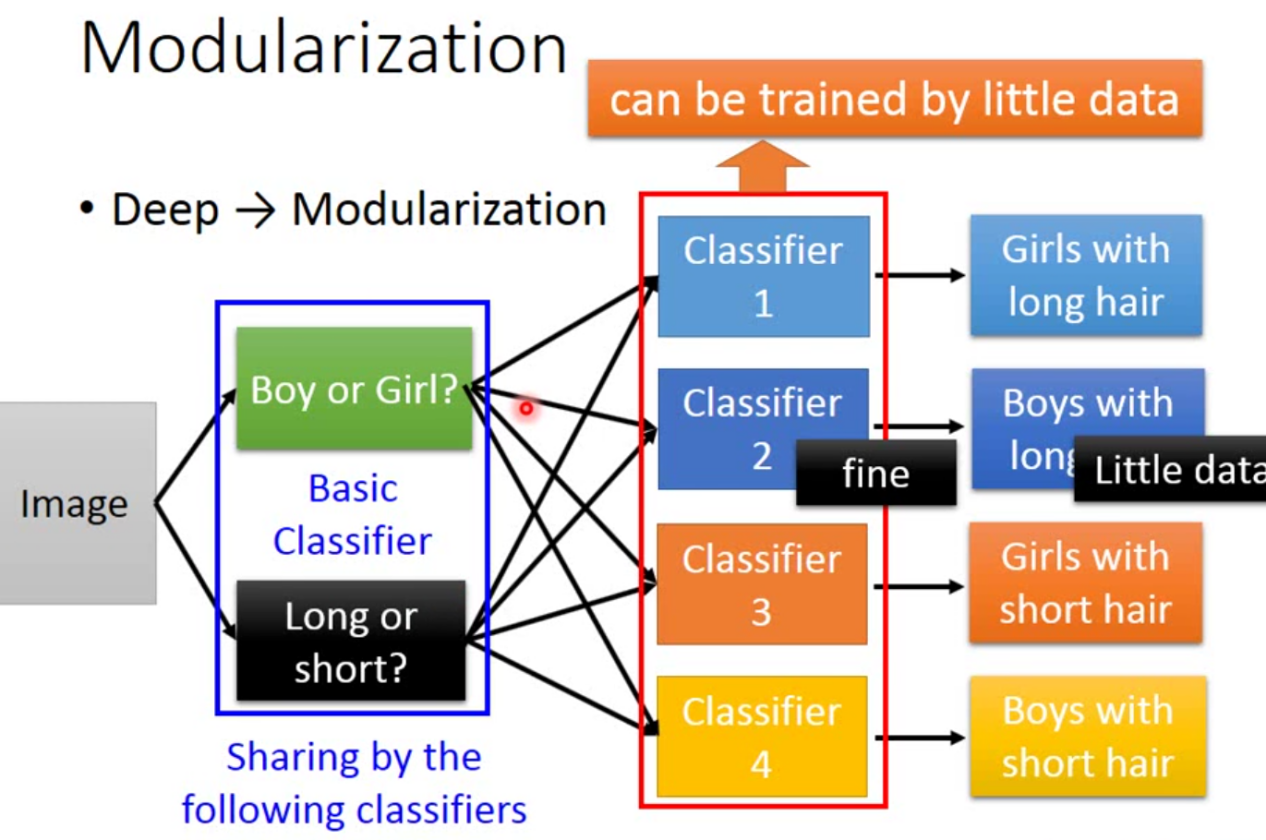 Modularization
can be trained by little data
• Deep → Modularization
Classifier
1
Girls with
long hair
Boy or Girl?
Image
Basic
Classifier
Classifier
2
fine
Boys with
Little data
Long or
short?
Classifier
3
Girls with
short hair
Sharing by the
following classifiers
Classifier
4
Boys with
short hair